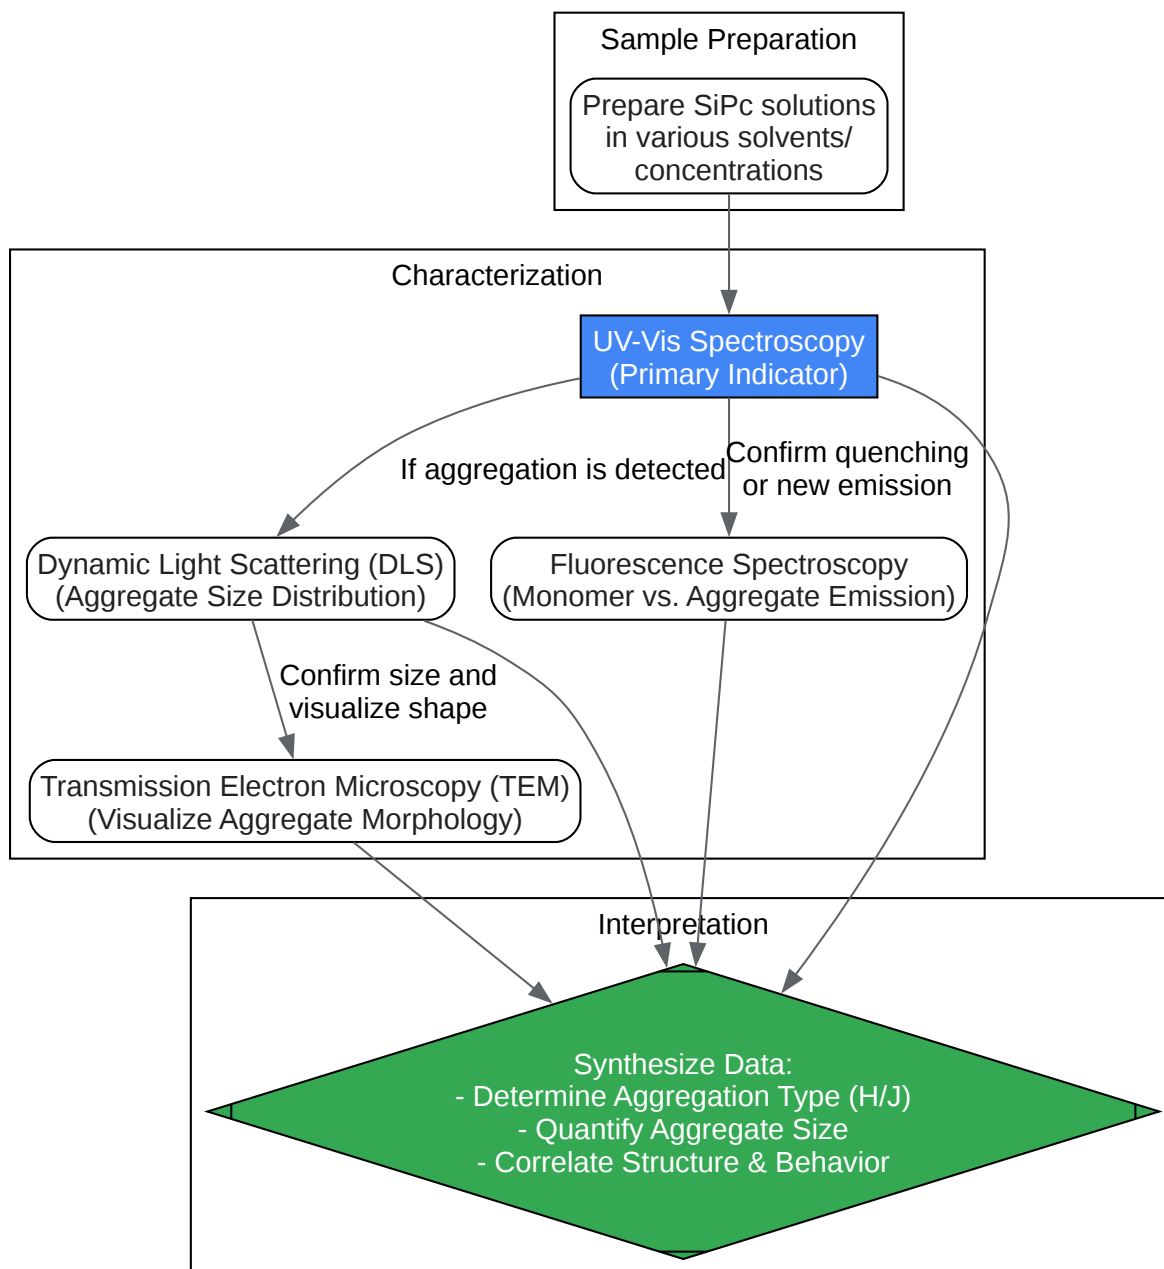 Sample Preparation
Prepare SiPc solutions
in various solvents/
concentrations
Characterization
UV-Vis Spectroscopy
(Primary Indicator)
If aggregation is detected
Confirm quenching
or new emission
Dynamic Light Scattering (DLS)
(Aggregate Size Distribution)
Fluorescence Spectroscopy
(Monomer vs. Aggregate Emission)
Confirm size and
visualize shape
Transmission Electron Microscopy (TEM)
(Visualize Aggregate Morphology)
Interpretation
Synthesize Data:
- Determine Aggregation Type (H/J)
- Quantify Aggregate Size
- Correlate Structure & Behavior